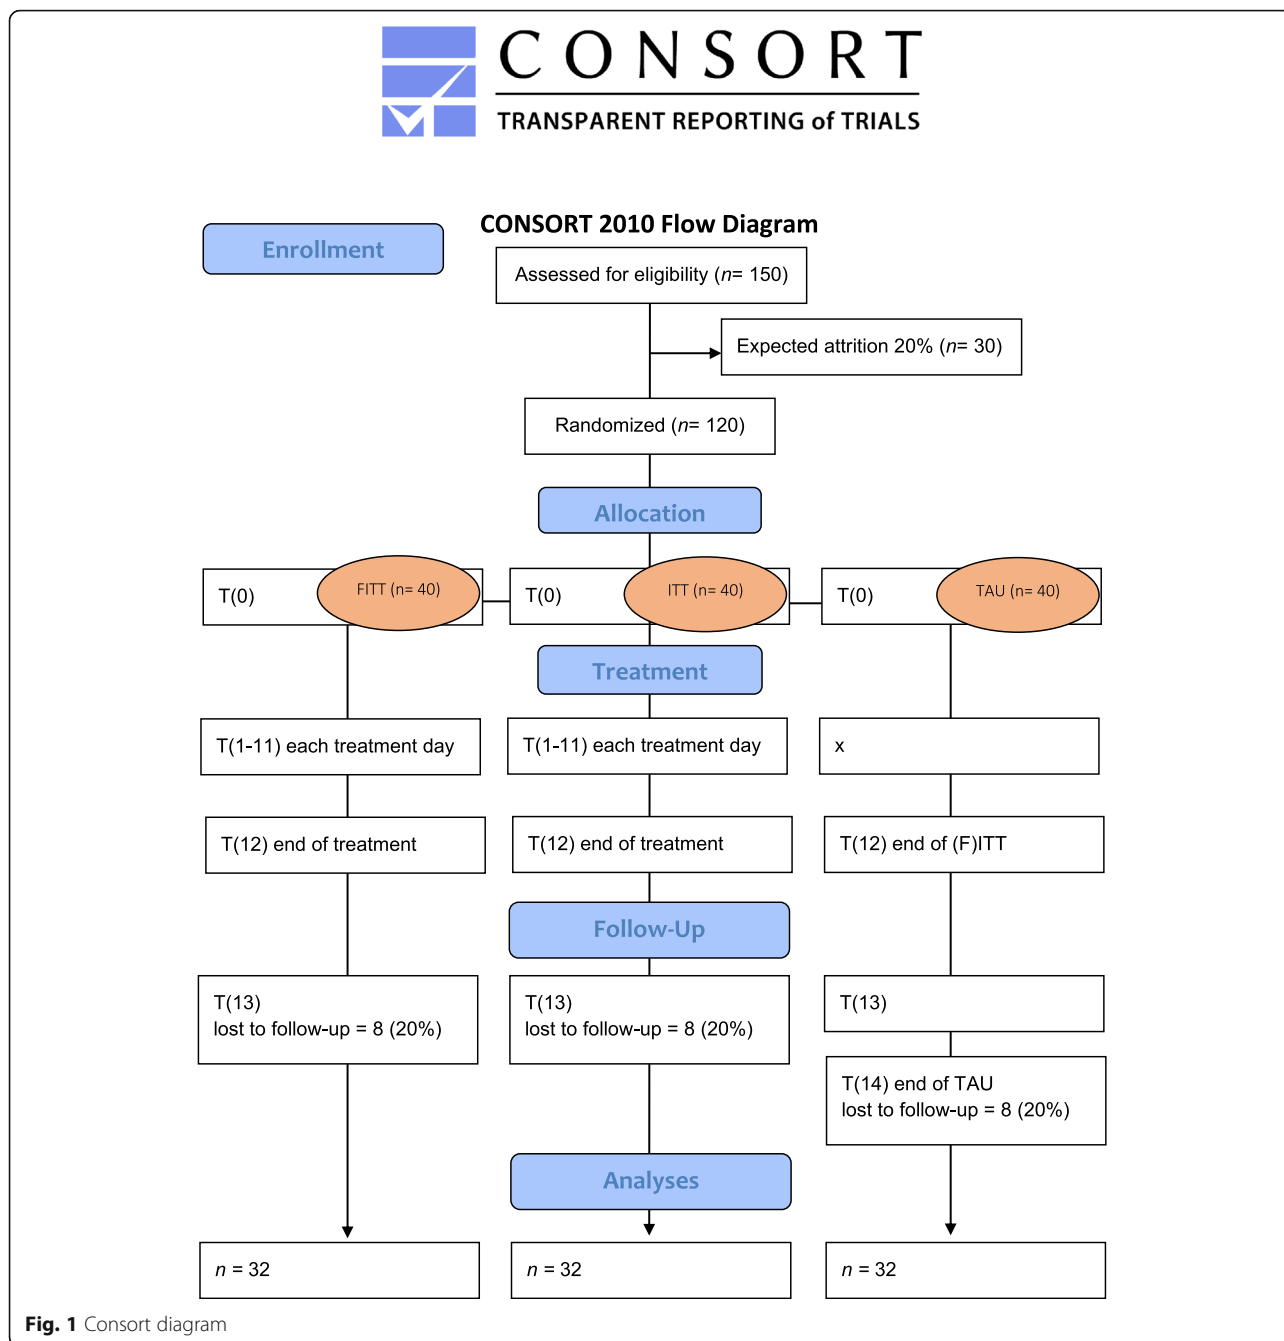 CONSORT
TRANSPARENT REPORTING of TRIALS
CONSORT 2010 Flow Diagram
Enrollment
Assessed for eligibility (n= 150)
Expected attrition 20% (n= 30)
Randomized (n= 120)
Allocation
T(0)
FITT (n= 40)
T(0)
ITT (n= 40)
T(0)
TAU (n= 40)
Treatment
T(1-11) each treatment day
T(1-11) each treatment day
x
T(12) end of treatment
T(12) end of treatment
T(12) end of (F)ITT
Follow-Up
T(13)
lost to follow-up = 8 (20%)
T(13)
lost to follow-up = 8 (20%)
T(13)
T(14) end of TAU
lost to follow-up = 8 (20%)
Analyses
n = 32
n = 32
n = 32
Fig. 1 Consort diagram